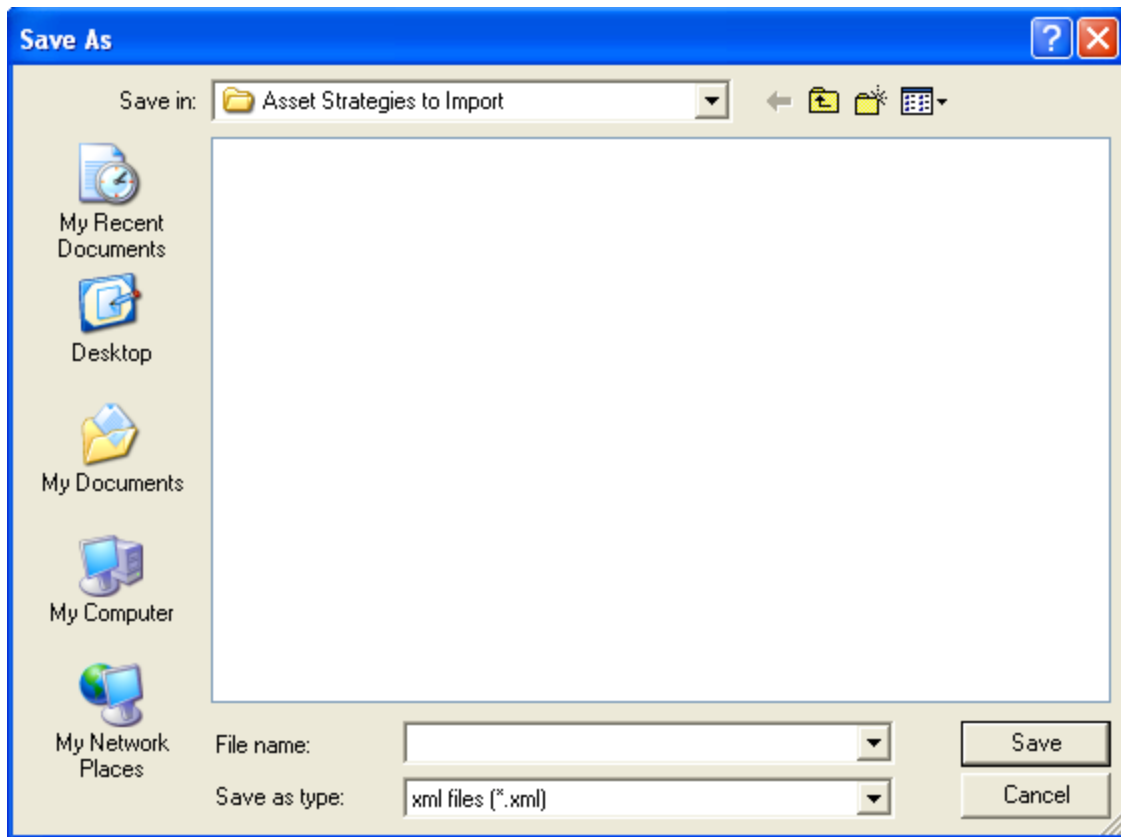 Save As
Save in: Asset Strategies to Import
My Recent
Documents
Desktop
My Documents
My Computer
My Network
Places
File name:
Save
Save as type: xml files (*.xml)
Cancel